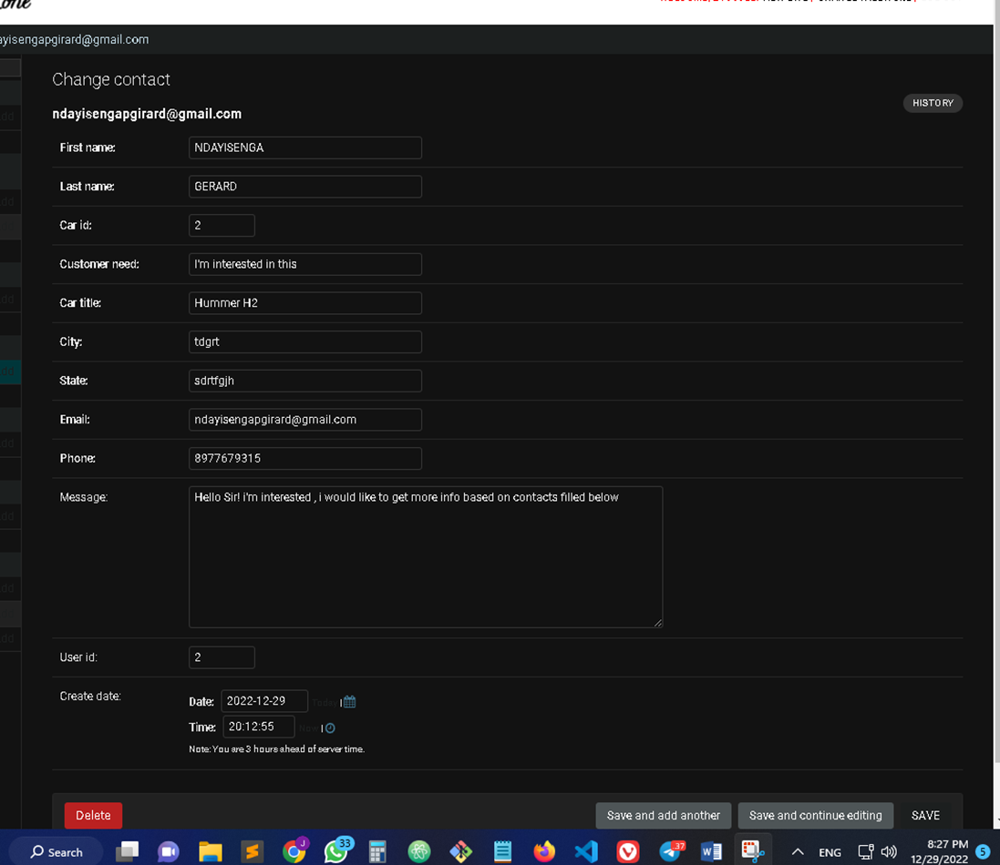 ayisengapgirard@gmail.com
Change contact
ndayisengapgirard@gmail.com
HISTORY
First name: NDAYISENGA
Last name: GERARD
Car id: 2
Customer need: I'm interested in this
Car title: Hummer H2
City: tdgrt
State: sdrtfgjh
Email: ndayisengapgirard@gmail.com
Phone: 8977679315
Message: Hello Sir! i'm interested , i would like to get more info based on contacts filled below
User id: 2
Create date:
Date: 2022-12-29 Today |
Time: 20:12:55 Now |
Note: You are 3 hours ahead of server time.
Delete Save and add another Save and continue editing SAVE
Search J 33 37 ENG 8:27 PM 5
12/29/2022